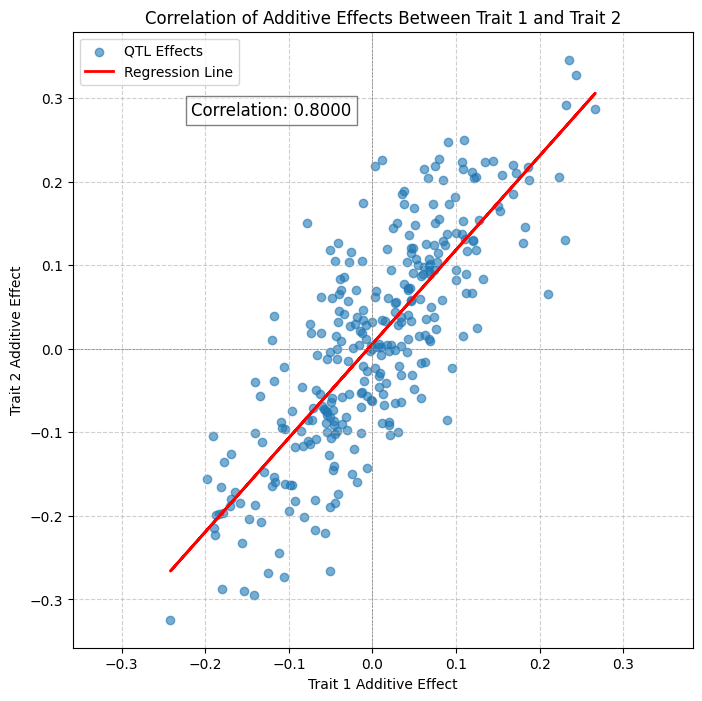 Correlation of Additive Effects Between Trait 1 and Trait 2
QTL Effects
Regression Line
Correlation: 0.8000
0.3
0.2
0.1
0.0
−0.1
−0.2
−0.3
Trait 2 Additive Effect
−0.3 −0.2 −0.1 0.0 0.1 0.2 0.3
Trait 1 Additive Effect